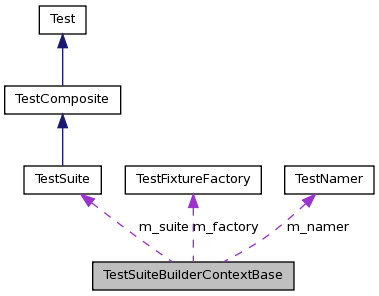 Test
TestComposite
TestSuite TestFixtureFactory TestNamer
m_suite m_factory m_namer
TestSuiteBuilderContextBase